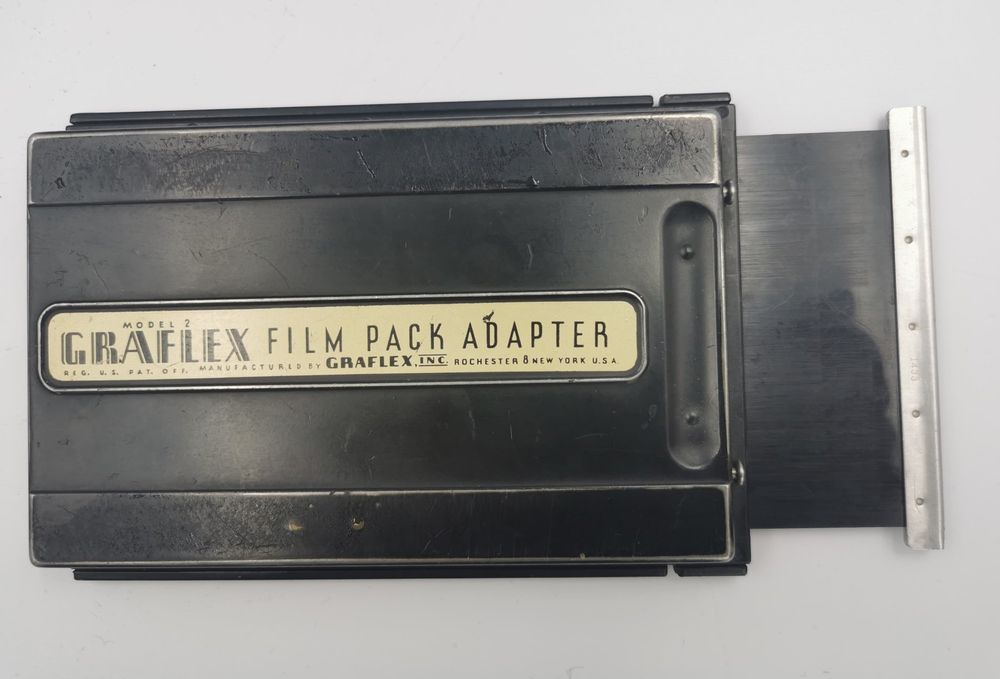 MODEL 2
GRAFLEX FILM PACK ADAPTER
REG. U.S. PAT. OFF. MANUFACTURED BY GRAFLEX, INC. ROCHESTER 8 NEW YORK U.S.A.